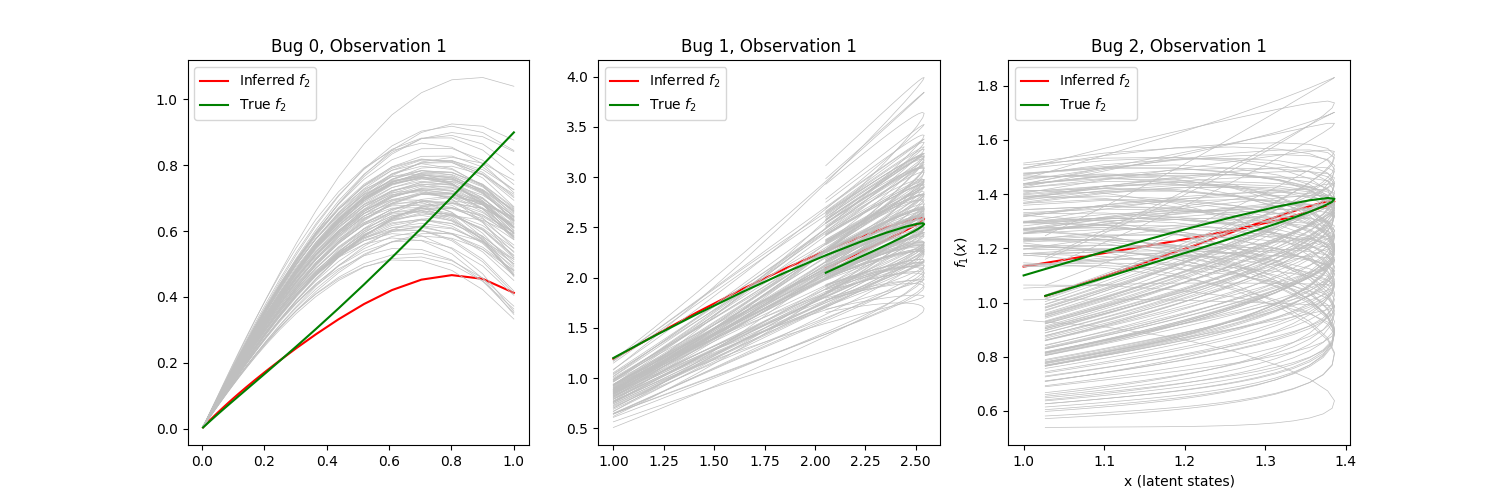 Bug 0, Observation 1
Inferred f₂
True f₂
1.0
0.8
0.6
0.4
0.2
0.0
0.0 0.2 0.4 0.6 0.8 1.0
Bug 1, Observation 1
Inferred f₂
True f₂
4.0
3.5
3.0
2.5
2.0
1.5
1.0
0.5
1.00 1.25 1.50 1.75 2.00 2.25 2.50
Bug 2, Observation 1
Inferred f₂
True f₂
1.8
1.6
1.4
1.2
1.0
0.8
0.6
f₁(x)
1.0 1.1 1.2 1.3 1.4
x (latent states)